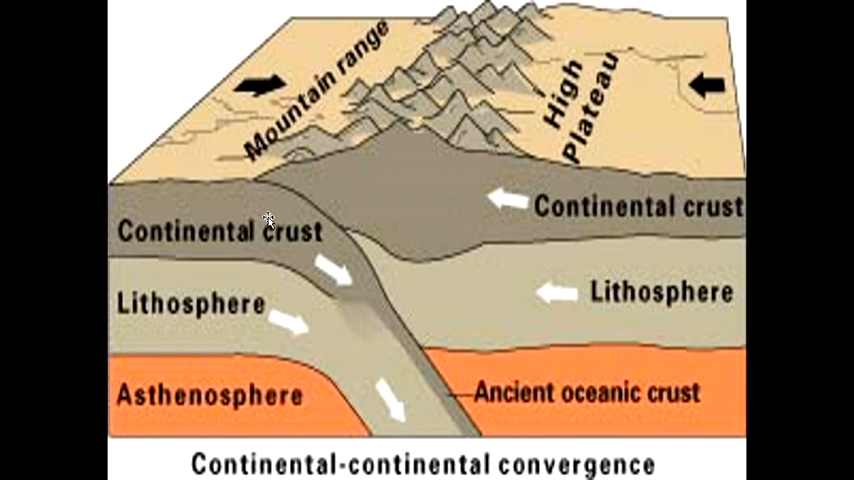 Mountain range
High
Plateau
Continental crust
Continental crust
Lithosphere
Lithosphere
Asthenosphere
Ancient oceanic crust
Continental-continental convergence